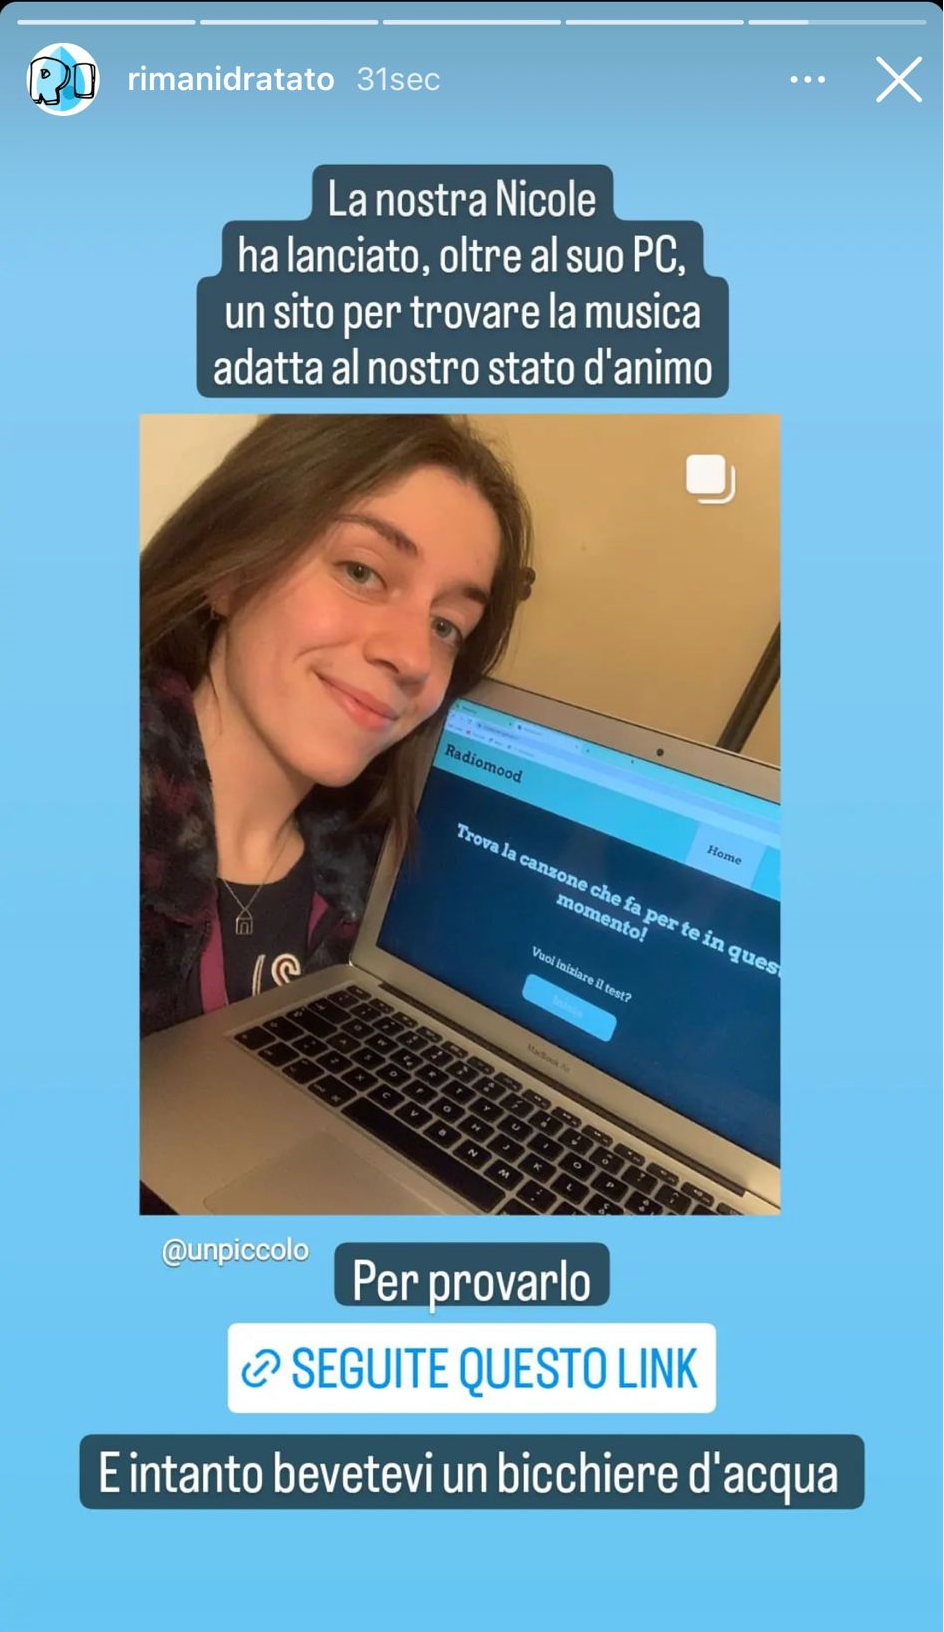 rimanidratato 31sec
La nostra Nicole
ha lanciato, oltre al suo PC,
un sito per trovare la musica
adatta al nostro stato d'animo
Radiomood
Home
Trova la canzone che fa per te in ques
momento!
Vuoi iniziare il test?
MacBook Air
@unpiccolo
Per provarlo
SEGUITE QUESTO LINK
E intanto bevetevi un bicchiere d'acqua